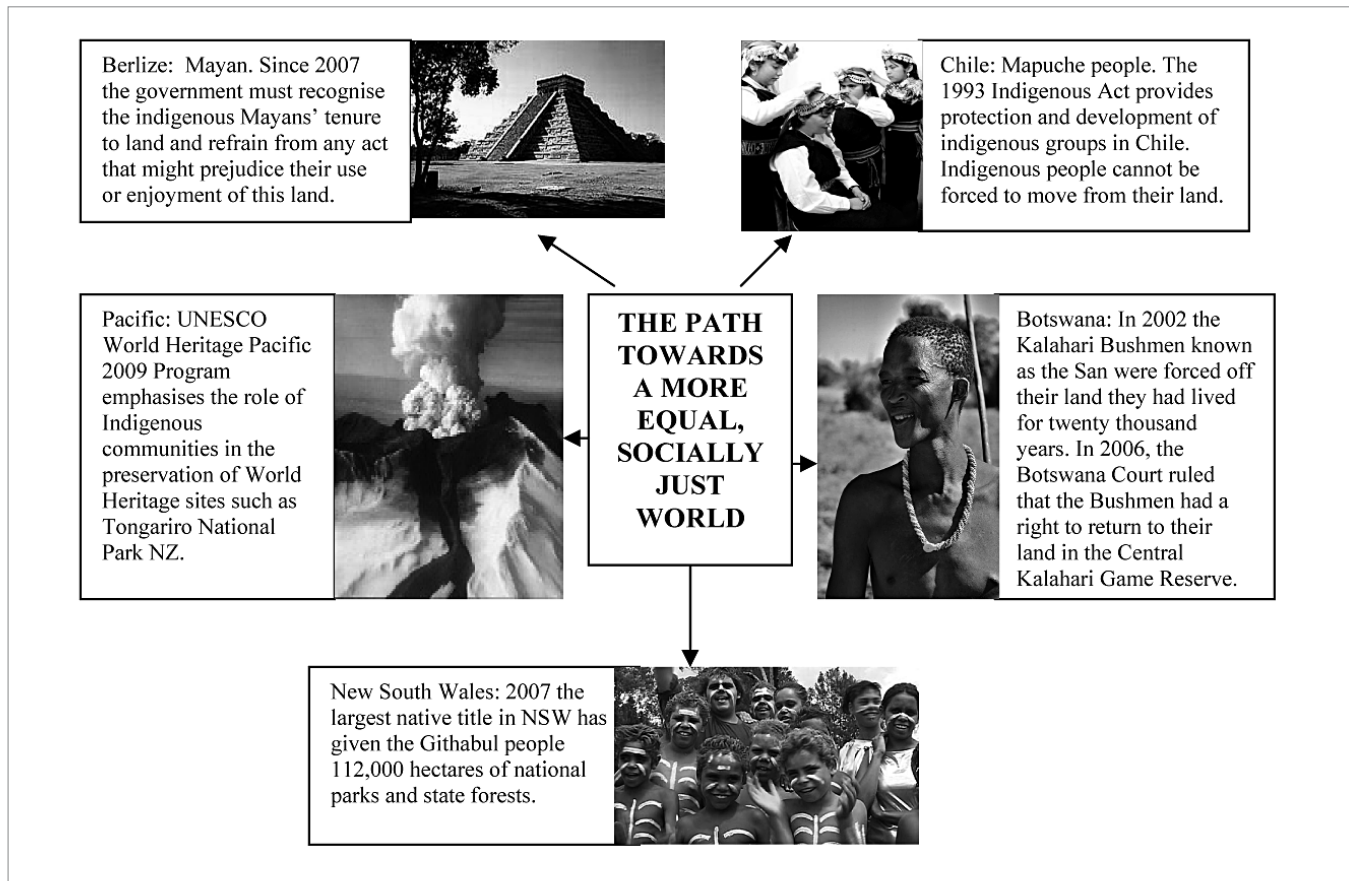 Berlize:  Mayan. Since 2007
the government must recognise
the indigenous Mayans’ tenure
to land and refrain from any act
that might prejudice their use
or enjoyment of this land.
Chile: Mapuche people. The
1993 Indigenous Act provides
protection and development of
indigenous groups in Chile.
Indigenous people cannot be
forced to move from their land.
Pacific: UNESCO
World Heritage Pacific
2009 Program
emphasises the role of
Indigenous
communities in the
preservation of World
Heritage sites such as
Tongariro National
Park NZ.
THE PATH
TOWARDS
A MORE
EQUAL,
SOCIALLY
JUST
WORLD
Botswana: In 2002 the
Kalahari Bushmen known
as the San were forced off
their land they had lived
for twenty thousand
years. In 2006, the
Botswana Court ruled
that the Bushmen had a
right to return to their
land in the Central
Kalahari Game Reserve.
New South Wales: 2007 the
largest native title in NSW has
given the Githabul people
112,000 hectares of national
parks and state forests.